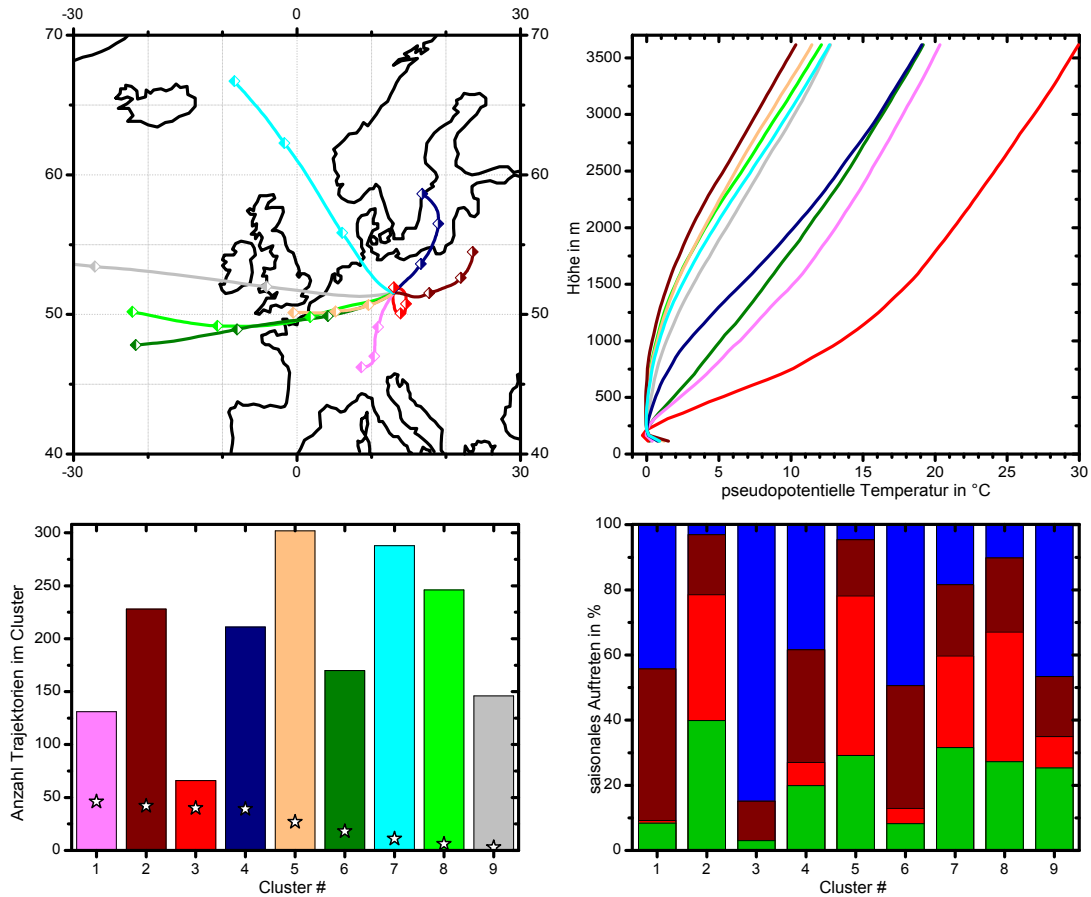 -30 0 30
70 70
60 60
50 50
40 40
-30 0 30
Höhe in m
3500
3000
2500
2000
1500
1000
500
0
0 5 10 15 20 25 30
pseudopotentielle Temperatur in °C
Anzahl Trajektorien im Cluster
300
250
200
150
100
50
0
1 2 3 4 5 6 7 8 9
Cluster #
saisonales Auftreten in %
100
80
60
40
20
0
1 2 3 4 5 6 7 8 9
Cluster #